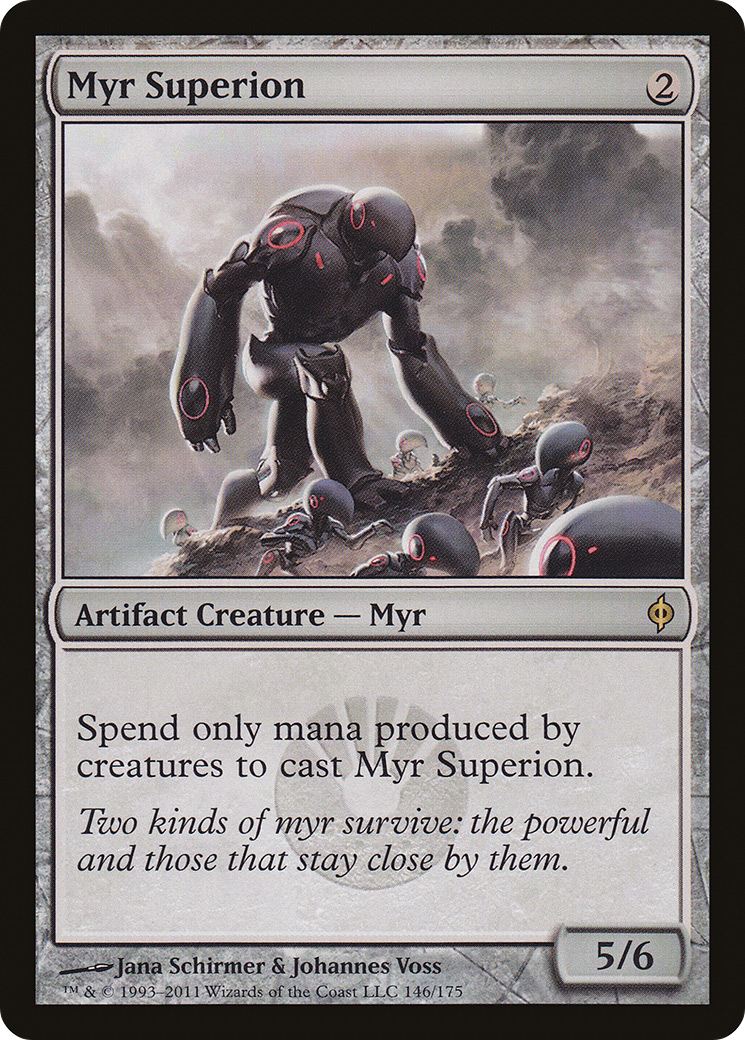 Myr Superion
2
Artifact Creature — Myr
Spend only mana produced by
creatures to cast Myr Superion.
Two kinds of myr survive: the powerful
and those that stay close by them.
5/6
Jana Schirmer & Johannes Voss
™ & © 1993–2011 Wizards of the Coast LLC 146/175